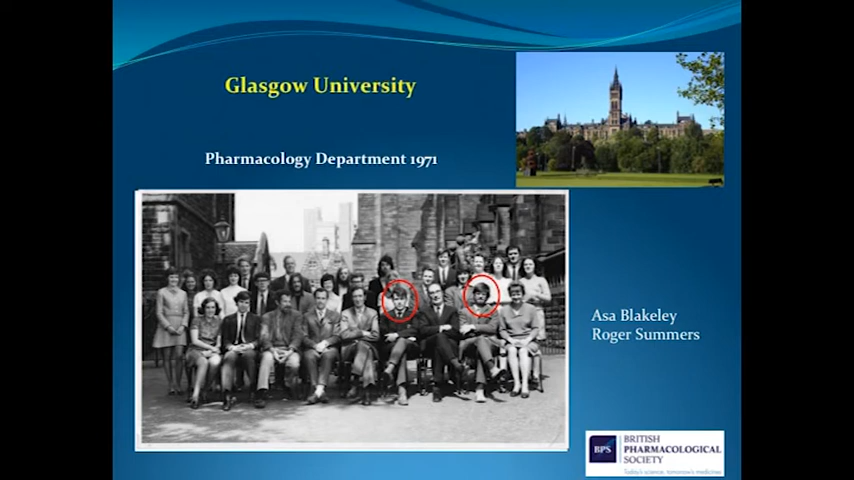 Glasgow University
Pharmacology Department 1971
Asa Blakeley
Roger Summers
BPS
BRITISH
PHARMACOLOGICAL
SOCIETY
Today's science, tomorrow's medicines